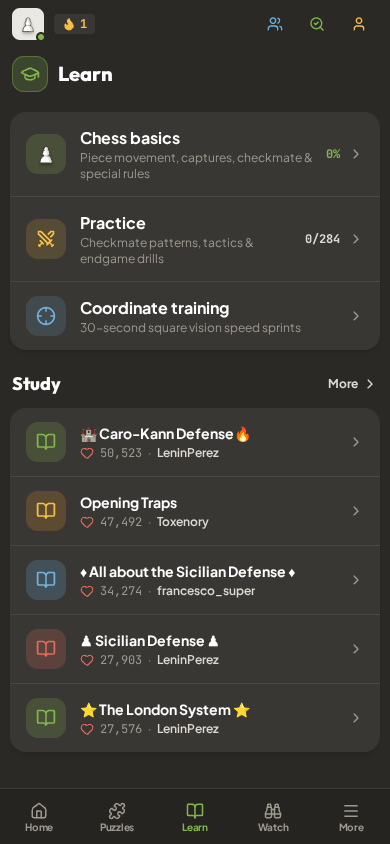 🔥 1
Learn
Chess basics
Piece movement, captures, checkmate &
special rules
0%
Practice
Checkmate patterns, tactics &
endgame drills
0/284
Coordinate training
30-second square vision speed sprints
Study
More
🏰 Caro-Kann Defense🔥
50,523 · LeninPerez
Opening Traps
47,492 · Toxenory
♦ All about the Sicilian Defense ♦
34,274 · francesco_super
♟ Sicilian Defense ♟
27,903 · LeninPerez
⭐ The London System ⭐
27,576 · LeninPerez
Home
Puzzles
Learn
Watch
More